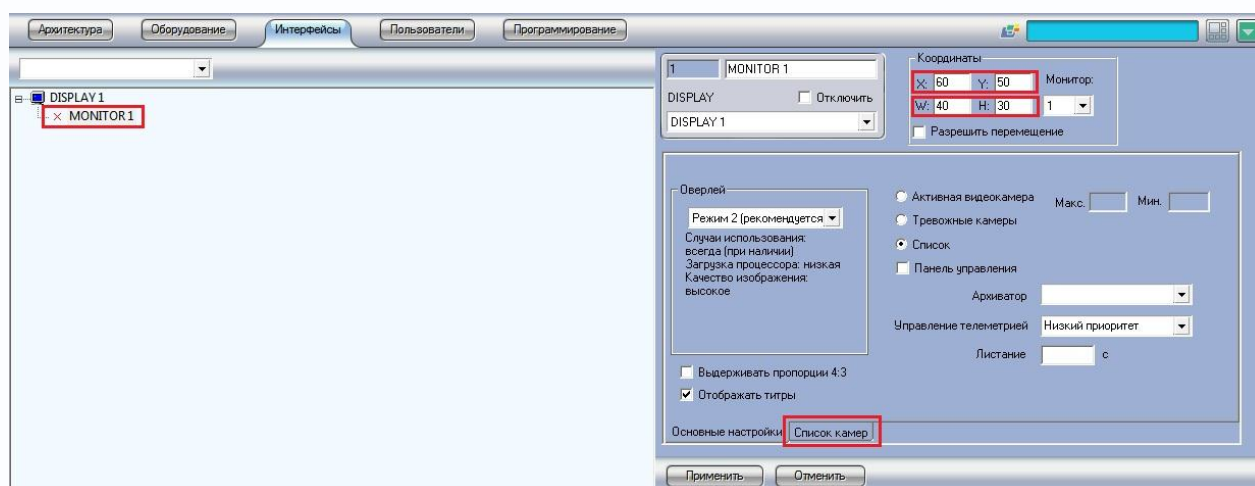 Архитектура Оборудование Интерфейсы Пользователи Программирование
DISPLAY 1
MONITOR 1
1 MONITOR 1
DISPLAY Отключить
DISPLAY 1
Координаты
X: 60 Y: 50 Монитор:
W: 40 H: 30 1
Разрешить перемещение
Оверлей
Режим 2 (рекомендуется
Случаи использования:
всегда (при наличии)
Загрузка процессора: низкая
Качество изображения:
высокое
Выдерживать пропорции 4:3
Отображать титры
Активная видеокамера Макс. Мин.
Тревожные камеры
Список
Панель управления
Архиватор
Управление телеметрией Низкий приоритет
Листание с
Основные настройки Список камер
Применить Отменить